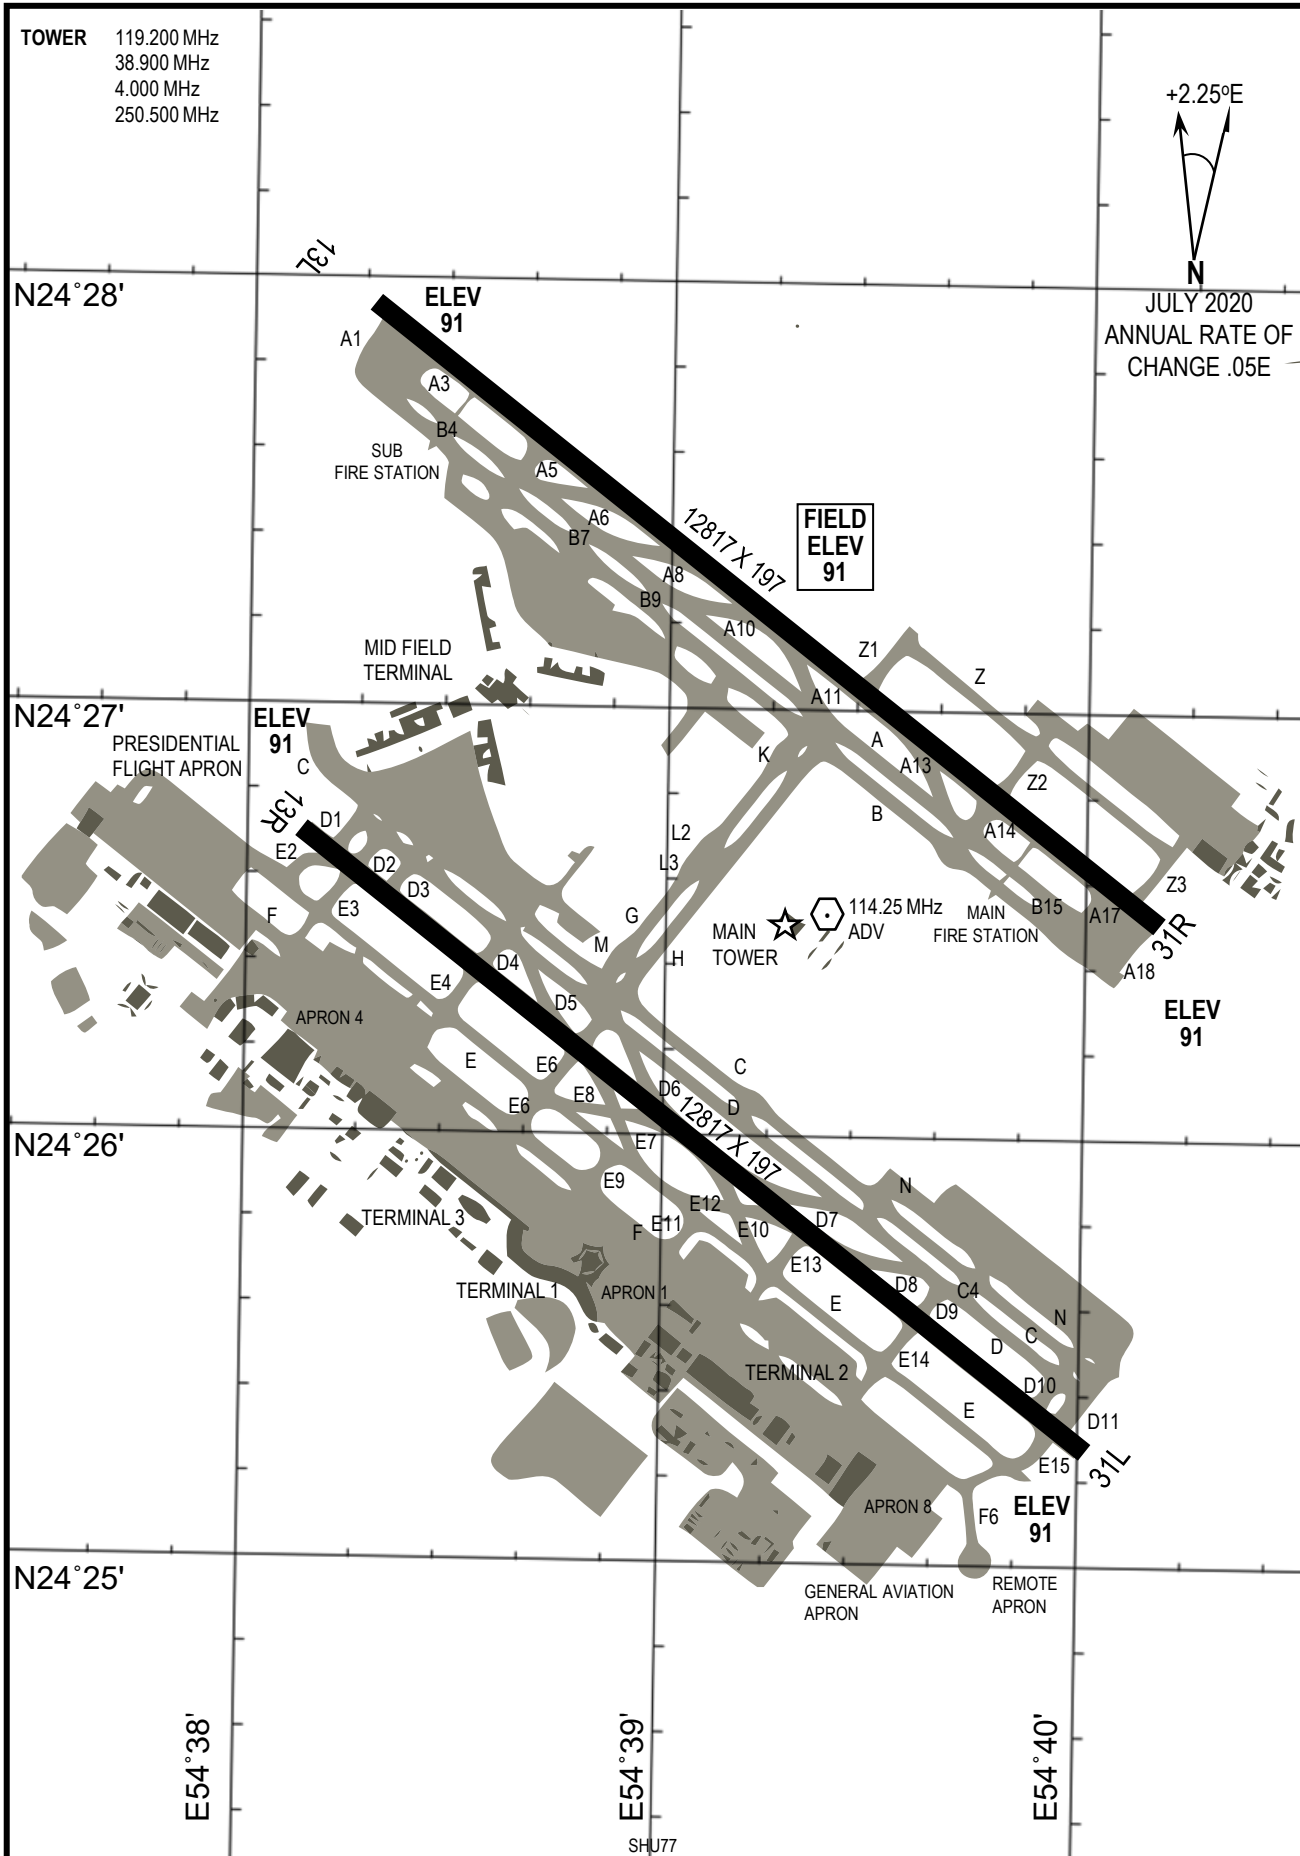 TOWER 119.200 MHz
38.900 MHz
4.000 MHz
250.500 MHz
+2.25°E
N
JULY 2020
ANNUAL RATE OF
CHANGE .05E
13L
N24°28'
ELEV
91
A1
A3
B4
SUB
FIRE STATION
A5
A6
B7
12817 X 197
FIELD
ELEV
91
A8
B9
A10
MID FIELD
TERMINAL
Z1
Z
A11
N24°27'
ELEV
91
PRESIDENTIAL
FLIGHT APRON
C
K
A
A13
Z2
13R
D1
B
L2
A14
E2
D2
L3
D3
Z3
E3
F
G
114.25 MHz
ADV
MAIN
TOWER
MAIN
FIRE STATION
B15
A17
31R
M
H
D4
A18
E4
D5
APRON 4
ELEV
91
E
E6
C
D6
E8
D
E6
12817 X 197
N24°26'
E7
E9
N
E12
TERMINAL 3
D7
F
E11
E10
E13
TERMINAL 1
APRON 1
D8
C4
E
D9
N
C
D
E14
TERMINAL 2
D10
E
D11
E15
31L
APRON 8
F6
ELEV
91
N24°25'
GENERAL AVIATION
APRON
REMOTE
APRON
E54°38'
E54°39'
E54°40'
SHU77